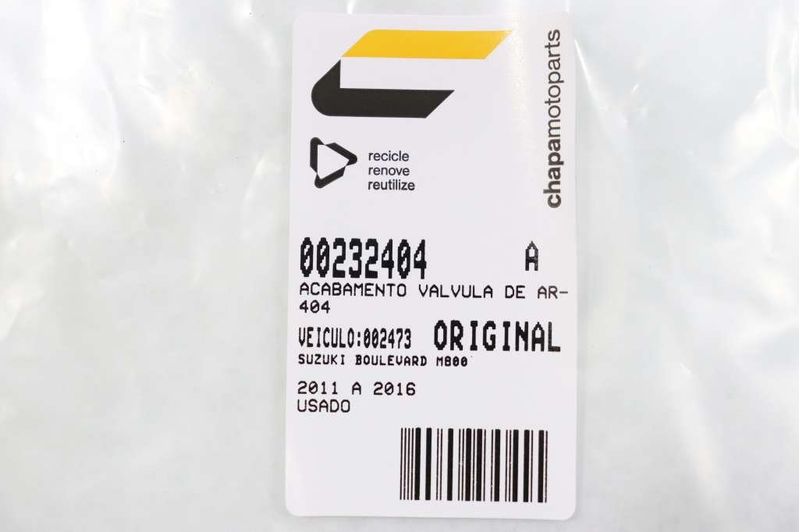 chapamotoparts
recicle
renove
reutilize
00232404 A
ACABAMENTO VALVULA DE AR-
404
VEICULO:002473 ORIGINAL
SUZUKI BOULEVARD M800
2011 A 2016
USADO